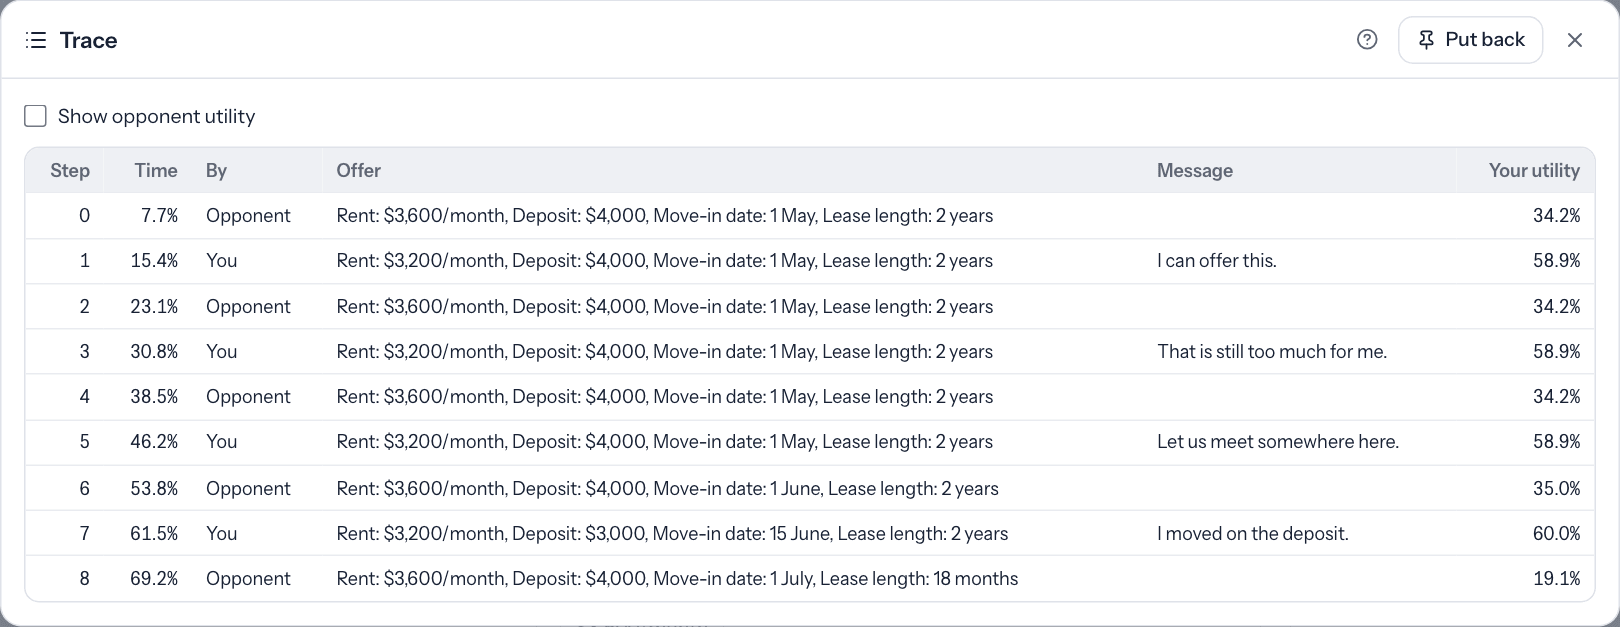 Trace
Put back
Show opponent utility
Step Time By Offer Message Your utility
0 7.7% Opponent Rent: $3,600/month, Deposit: $4,000, Move-in date: 1 May, Lease length: 2 years 34.2%
1 15.4% You Rent: $3,200/month, Deposit: $4,000, Move-in date: 1 May, Lease length: 2 years I can offer this. 58.9%
2 23.1% Opponent Rent: $3,600/month, Deposit: $4,000, Move-in date: 1 May, Lease length: 2 years 34.2%
3 30.8% You Rent: $3,200/month, Deposit: $4,000, Move-in date: 1 May, Lease length: 2 years That is still too much for me. 58.9%
4 38.5% Opponent Rent: $3,600/month, Deposit: $4,000, Move-in date: 1 May, Lease length: 2 years 34.2%
5 46.2% You Rent: $3,200/month, Deposit: $4,000, Move-in date: 1 May, Lease length: 2 years Let us meet somewhere here. 58.9%
6 53.8% Opponent Rent: $3,600/month, Deposit: $4,000, Move-in date: 1 June, Lease length: 2 years 35.0%
7 61.5% You Rent: $3,200/month, Deposit: $3,000, Move-in date: 15 June, Lease length: 2 years I moved on the deposit. 60.0%
8 69.2% Opponent Rent: $3,600/month, Deposit: $4,000, Move-in date: 1 July, Lease length: 18 months 19.1%